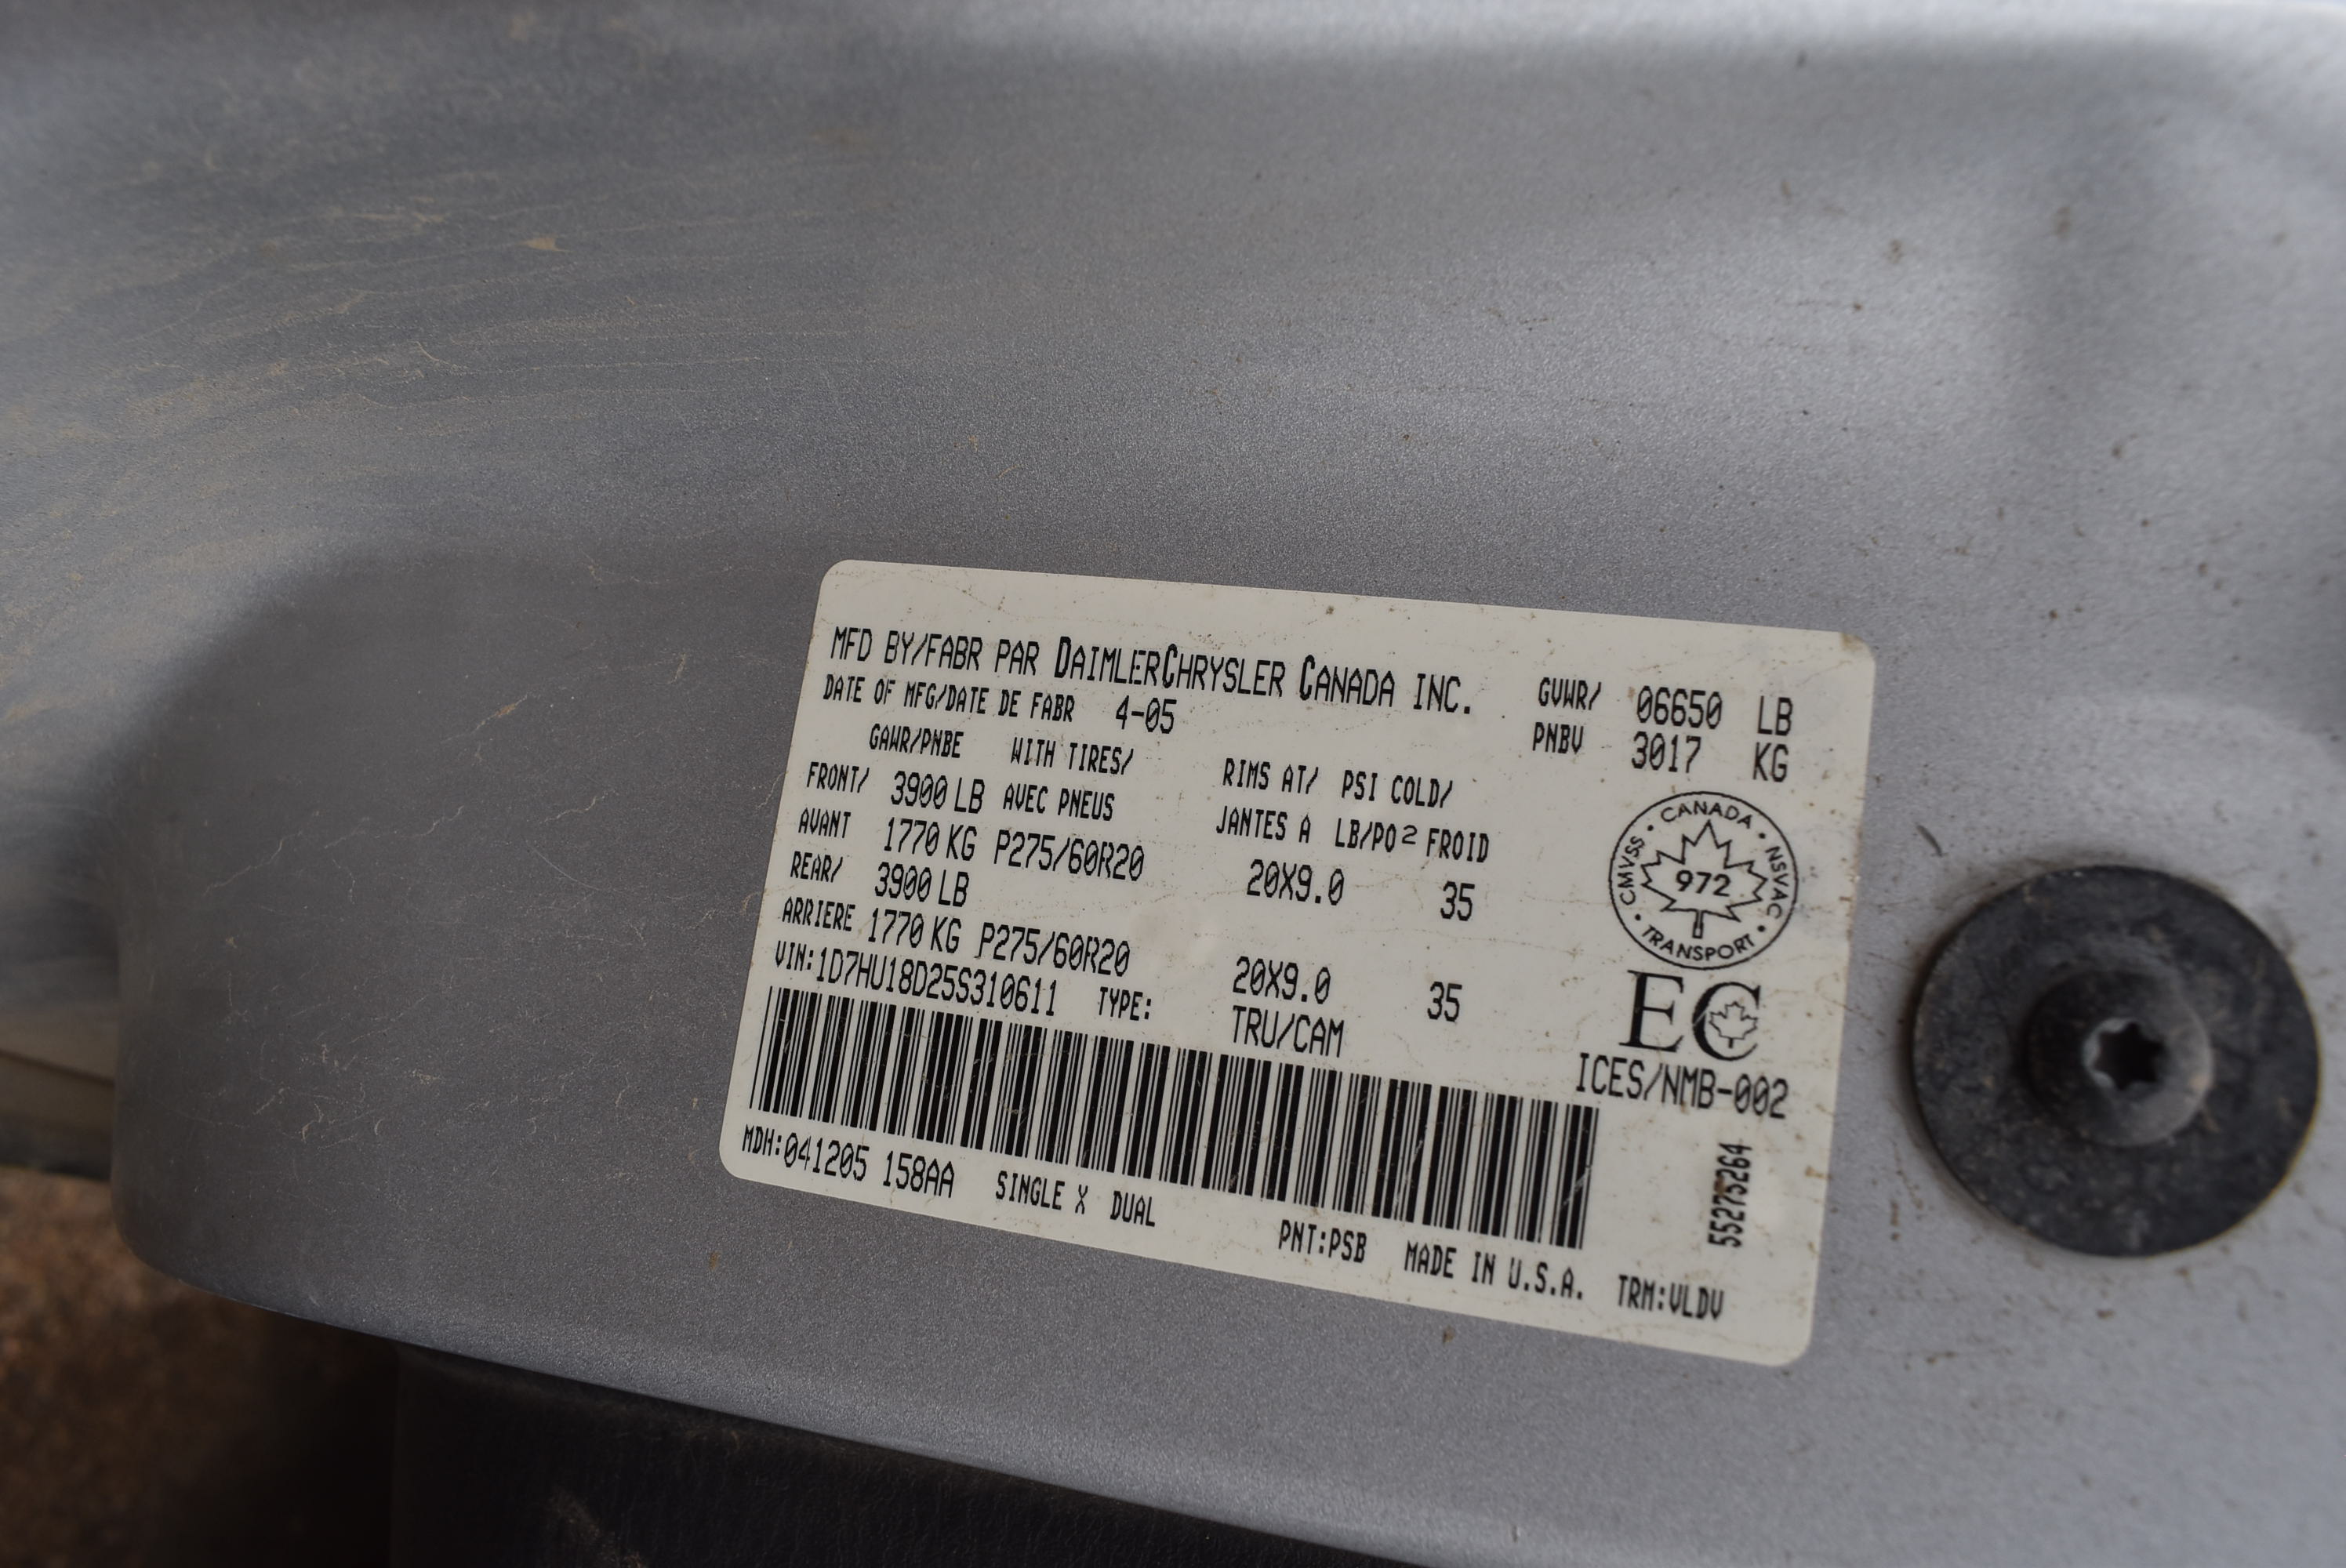 MFD BY/FABR PAR DAIMLERCHRYSLER CANADA INC.
DATE OF MFG/DATE DE FABR 4-05
GVWR/ 06650 LB
PNBV 3017 KG
GAWR/PNBE WITH TIRES/ RIMS AT/ PSI COLD/
FRONT/ 3900 LB AVEC PNEUS JANTES A LB/PO² FROID
AVANT 1770 KG P275/60R20 20X9.0 35
REAR/ 3900 LB
ARRIERE 1770 KG P275/60R20 20X9.0 35
VIN:1D7HU18D25S310611 TYPE: TRU/CAM
CANADA
CMVSS 972 NSVAC
TRANSPORT
EC
ICES/NMB-002
55275264
MDH:041205 158AA SINGLE X DUAL
PNT:PSB MADE IN U.S.A. TRM:VLDV